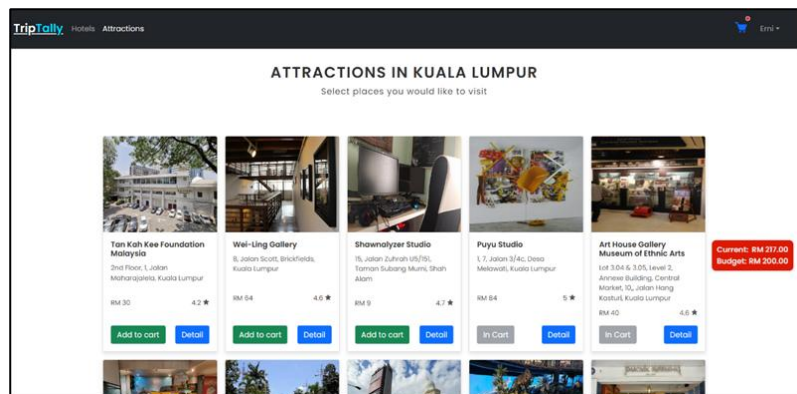 TripTally Hotels Attractions Erni
ATTRACTIONS IN KUALA LUMPUR
Select places you would like to visit
Tan Kah Kee Foundation
Malaysia
2nd Floor, 1, Jalan
Maharajalela, Kuala Lumpur
RM 30 4.2 ★
Add to cart Detail
Wei-Ling Gallery
8, Jalan Scott, Brickfields,
Kuala Lumpur
RM 64 4.6 ★
Add to cart Detail
Shawnalyzer Studio
15, Jalan Zuhrah U5/151,
Taman Subang Murni, Shah
Alam
RM 9 4.7 ★
Add to cart Detail
Puyu Studio
1, 7, Jalan 3/4c, Desa
Melawati, Kuala Lumpur
RM 84 5 ★
In Cart Detail
Art House Gallery
Museum of Ethnic Arts
Lot 3.04 & 3.05, Level 2,
Annexe Building, Central
Market, 10,, Jalan Hang
Kasturi, Kuala Lumpur
RM 40 4.6 ★
In Cart Detail
Current: RM 217.00
Budget: RM 200.00